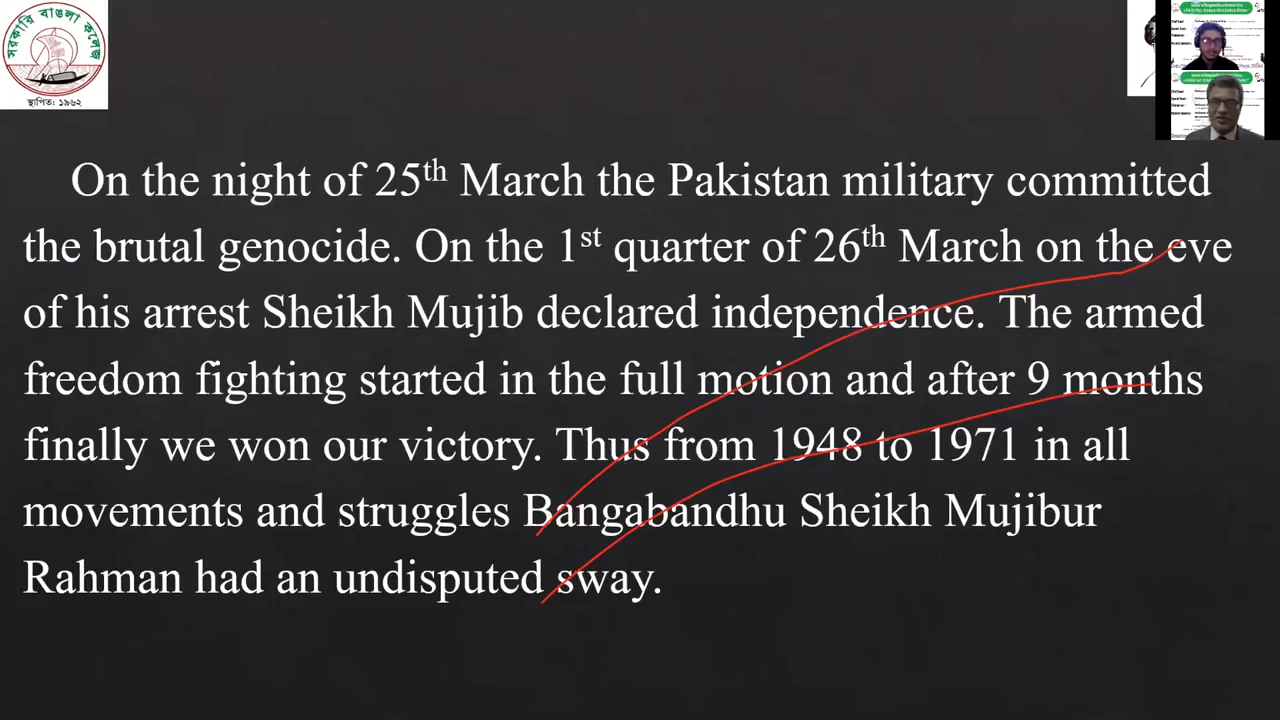 সরকারি বাঙলা কলেজ
স্থাপিত: ১৯৬২
On the night of 25th March the Pakistan military committed
the brutal genocide. On the 1st quarter of 26th March on the eve
of his arrest Sheikh Mujib declared independence. The armed
freedom fighting started in the full motion and after 9 months
finally we won our victory. Thus from 1948 to 1971 in all
movements and struggles Bangabandhu Sheikh Mujibur
Rahman had an undisputed sway.